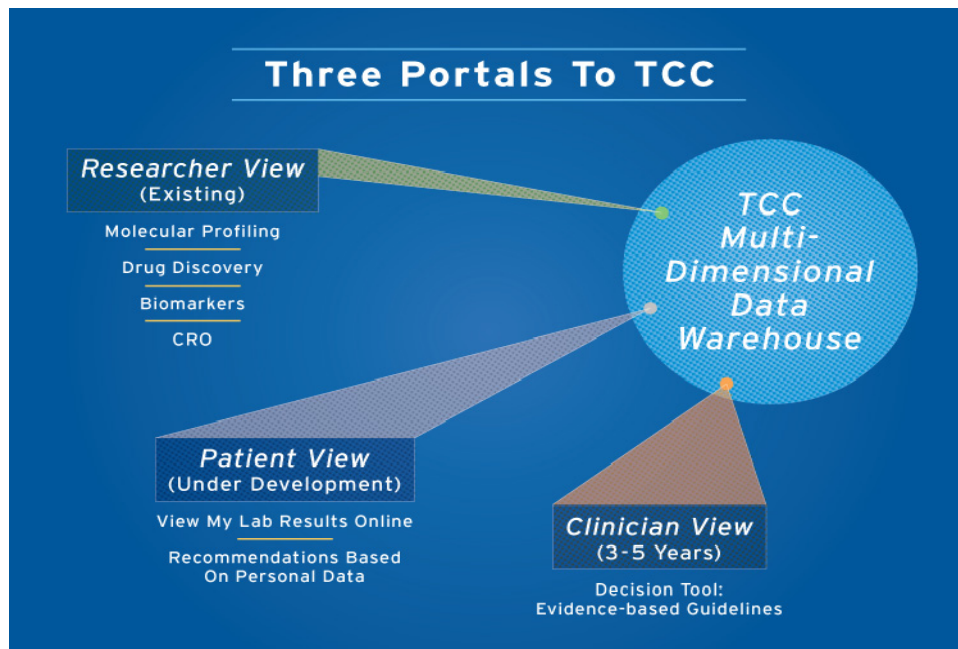 Three Portals To TCC
Researcher View
(Existing)
Molecular Profiling
Drug Discovery
Biomarkers
CRO
TCC
Multi-
Dimensional
Data
Warehouse
Patient View
(Under Development)
View My Lab Results Online
Recommendations Based
On Personal Data
Clinician View
(3-5 Years)
Decision Tool:
Evidence-based Guidelines